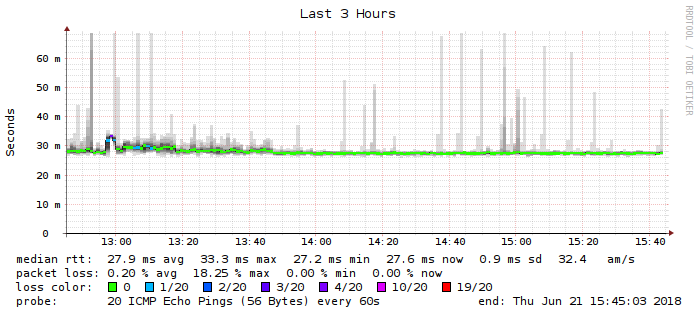 Last 3 Hours
RRDTOOL / TOBI OETIKER
Seconds
60 m
50 m
40 m
30 m
20 m
10 m
0
13:00 13:20 13:40 14:00 14:20 14:40 15:00 15:20 15:40
median rtt: 27.9 ms avg 33.3 ms max 27.2 ms min 27.6 ms now 0.9 ms sd 32.4 am/s
packet loss: 0.20 % avg 18.25 % max 0.00 % min 0.00 % now
loss color: 0 1/20 2/20 3/20 4/20 10/20 19/20
probe: 20 ICMP Echo Pings (56 Bytes) every 60s end: Thu Jun 21 15:45:03 2018